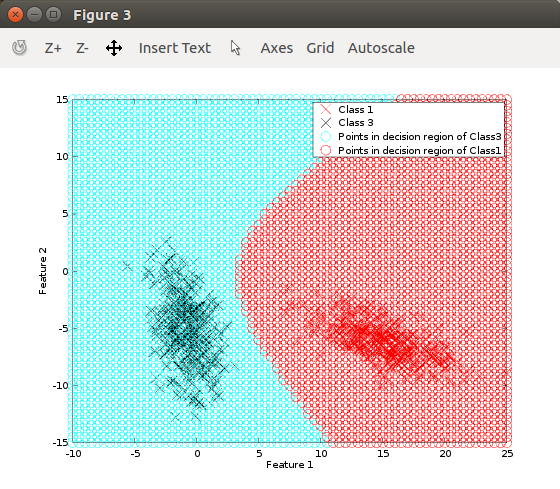 Figure 3
Z+ Z- Insert Text Axes Grid Autoscale
15
10
5
0
-5
-10
-15
Feature 2
Class 1
Class 3
Points in decision region of Class3
Points in decision region of Class1
-10 -5 0 5 10 15 20 25
Feature 1